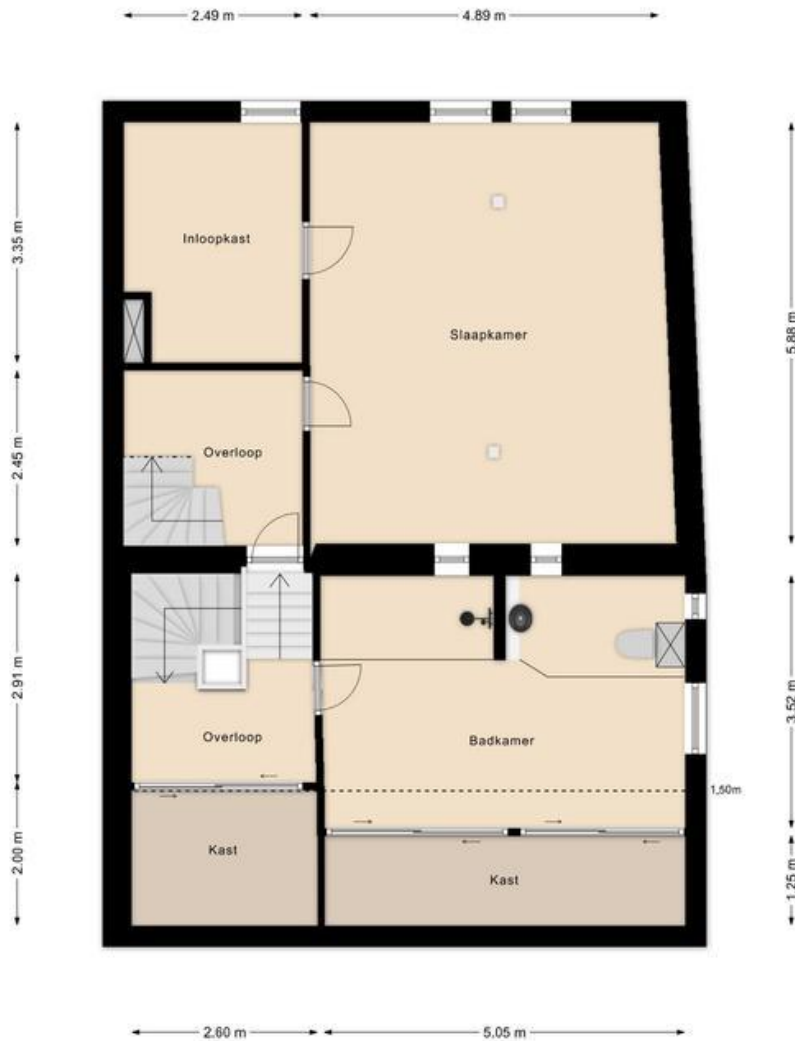 2.49 m
4.89 m
3.35 m
Inloopkast
Slaapkamer
5.88 m
2.45 m
Overloop
2.91 m
3.52 m
Overloop
Badkamer
1,50m
2.00 m
Kast
Kast
1.25 m
2.60 m
5.05 m